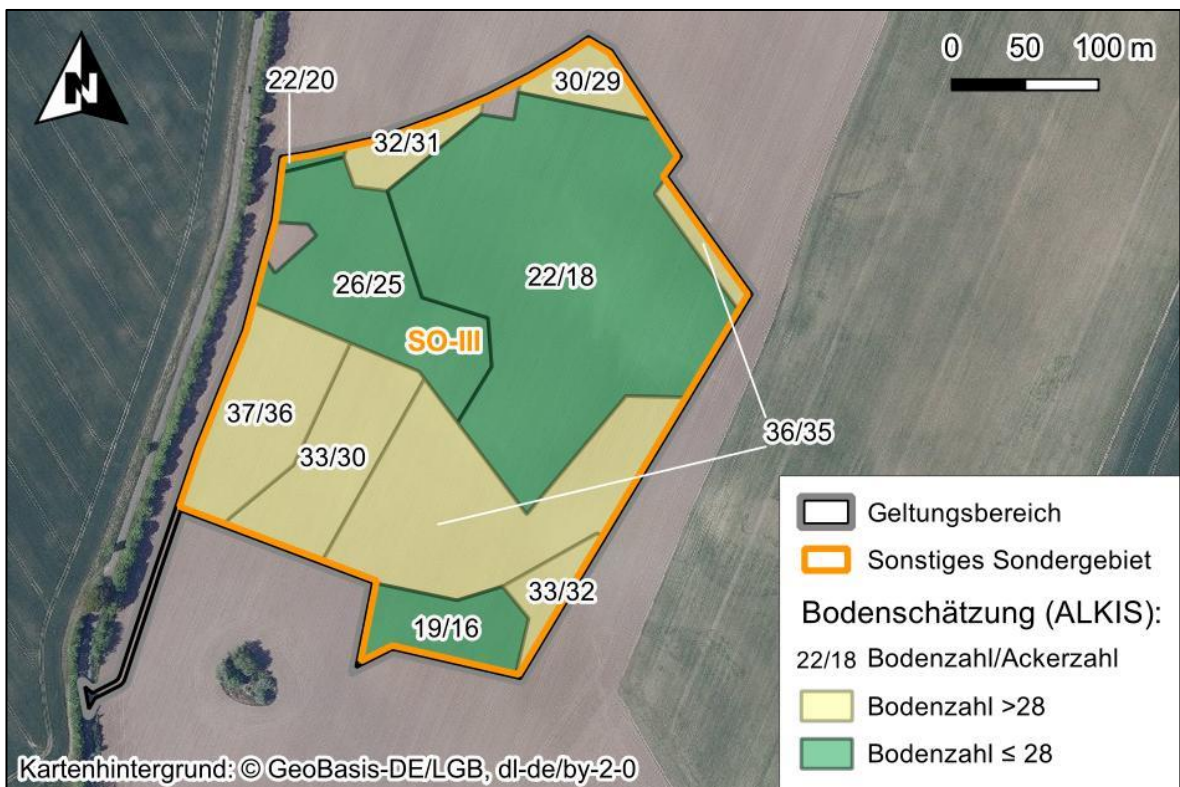 N
0 50 100 m
22/20
30/29
32/31
26/25
22/18
SO-III
37/36
33/30
36/35
33/32
19/16
Geltungsbereich
Sonstiges Sondergebiet
Bodenschätzung (ALKIS):
22/18 Bodenzahl/Ackerzahl
Bodenzahl >28
Bodenzahl ≤ 28
Kartenhintergrund: © GeoBasis-DE/LGB, dl-de/by-2-0